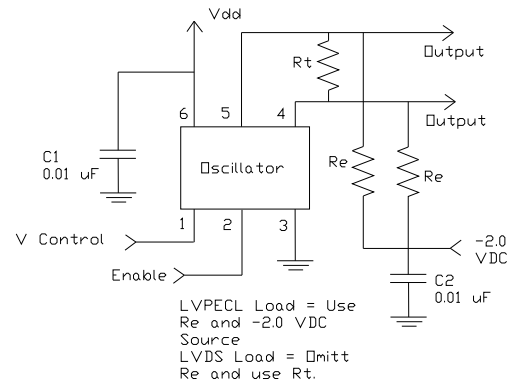 Vdd
Output
Rt
6
5
4
Output
C1
0.01 uF
Oscillator
Re
Re
1
2
3
V Control
-2.0
VDC
Enable
C2
0.01 uF
LVPECL Load = Use
Re and -2.0 VDC
Source
LVDS Load = Omitt
Re and use Rt.